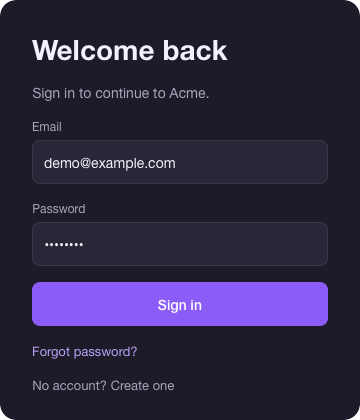 Welcome back
Sign in to continue to Acme.
Email
demo@example.com
Password
••••••••
Sign in
Forgot password?
No account? Create one